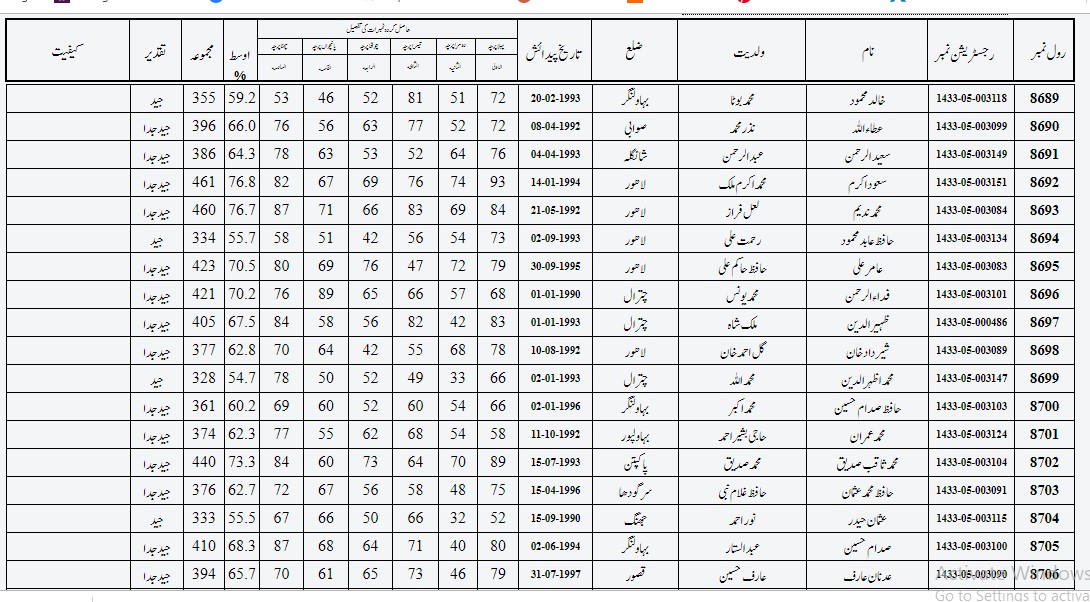 حاصل کردہ نمبرات کی تفصیل
رول نمبر رجسٹریشن نمبر نام ولدیت ضلع تاریخ پیدائش پہلا پرچہ دوسرا پرچہ تیسرا پرچہ چوتھا پرچہ پانچواں پرچہ چھٹا پرچہ اوسط % مجموعہ تقدیر کیفیت
8689 1433-05-003118 خالد محمود محمد بوٹا بہاولنگر 20-02-1993 72 51 81 52 46 53 59.2 355 جید
8690 1433-05-003099 عطاء اللہ نذر محمد صوابی 08-04-1992 72 52 77 63 56 76 66.0 396 جید جدا
8691 1433-05-003149 سعید الرحمن عبد الرحمن شانگلہ 04-04-1993 76 64 52 53 63 78 64.3 386 جید جدا
8692 1433-05-003151 سعود اکرم محمد اکرم ملک لاھور 14-01-1994 93 74 76 69 67 82 76.8 461 جید جدا
8693 1433-05-003084 محمد ندیم لعل فراز لاھور 21-05-1992 84 69 83 66 71 87 76.7 460 جید جدا
8694 1433-05-003134 حافظ عابد محمود رحمت علی لاھور 02-09-1993 73 54 56 42 51 58 55.7 334 جید
8695 1433-05-003083 عامر علی حافظ حاکم علی لاھور 30-09-1995 79 72 47 76 69 80 70.5 423 جید جدا
8696 1433-05-003101 فداء الرحمن محمد یونس چترال 01-01-1990 68 57 66 65 89 76 70.2 421 جید جدا
8697 1433-05-000486 ظہیر الدین ملک شاہ چترال 01-01-1993 83 42 82 56 58 84 67.5 405 جید جدا
8698 1433-05-003089 شیر داد خان گل احمد خان لاھور 10-08-1992 78 68 55 42 64 70 62.8 377 جید جدا
8699 1433-05-003147 محمد اظہر الدین محمد اللہ چترال 02-01-1993 66 33 49 52 50 78 54.7 328 جید
8700 1433-05-003103 حافظ صدام حسین محمد اکبر بہاولنگر 02-01-1996 66 54 60 52 60 69 60.2 361 جید جدا
8701 1433-05-003124 محمد عمران حاجی بشیر احمد بہاولپور 11-10-1992 58 54 68 62 55 77 62.3 374 جید جدا
8702 1433-05-003104 محمد ثاقب صدیق محمد صدیق پاکپتن 15-07-1993 89 70 64 73 60 84 73.3 440 جید جدا
8703 1433-05-003091 حافظ محمد عثمان حافظ غلام نبی سرگودھا 15-04-1996 75 48 58 56 67 72 62.7 376 جید جدا
8704 1433-05-003115 عثمان حیدر نور احمد جھنگ 15-09-1990 52 32 66 50 66 67 55.5 333 جید
8705 1433-05-003100 صدام حسین عبد الستار بہاولنگر 02-06-1994 80 40 71 64 68 87 68.3 410 جید جدا
8706 1433-05-003090 عدنان عارف عارف حسین قصور 31-07-1997 79 46 73 65 61 70 65.7 394 جید جدا
Activate Windows
Go to Settings to activa